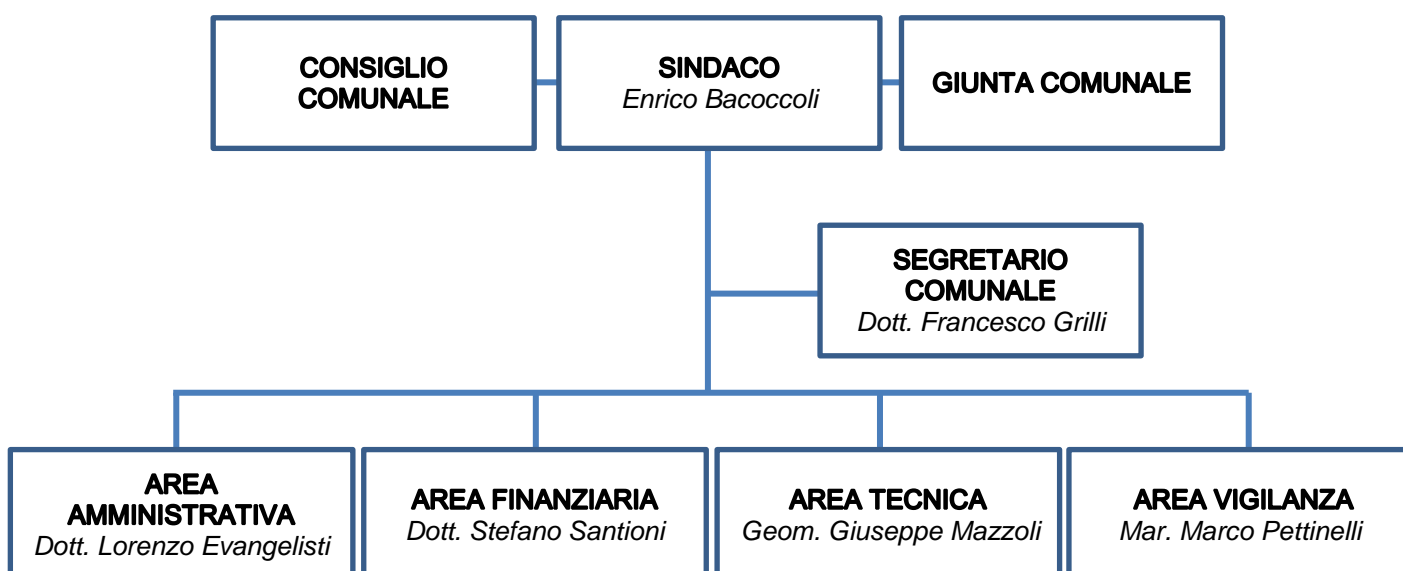 CONSIGLIO
COMUNALE
SINDACO
Enrico Bacoccoli
GIUNTA COMUNALE
SEGRETARIO
COMUNALE
Dott. Francesco Grilli
AREA
AMMINISTRATIVA
Dott. Lorenzo Evangelisti
AREA FINANZIARIA
Dott. Stefano Santioni
AREA TECNICA
Geom. Giuseppe Mazzoli
AREA VIGILANZA
Mar. Marco Pettinelli